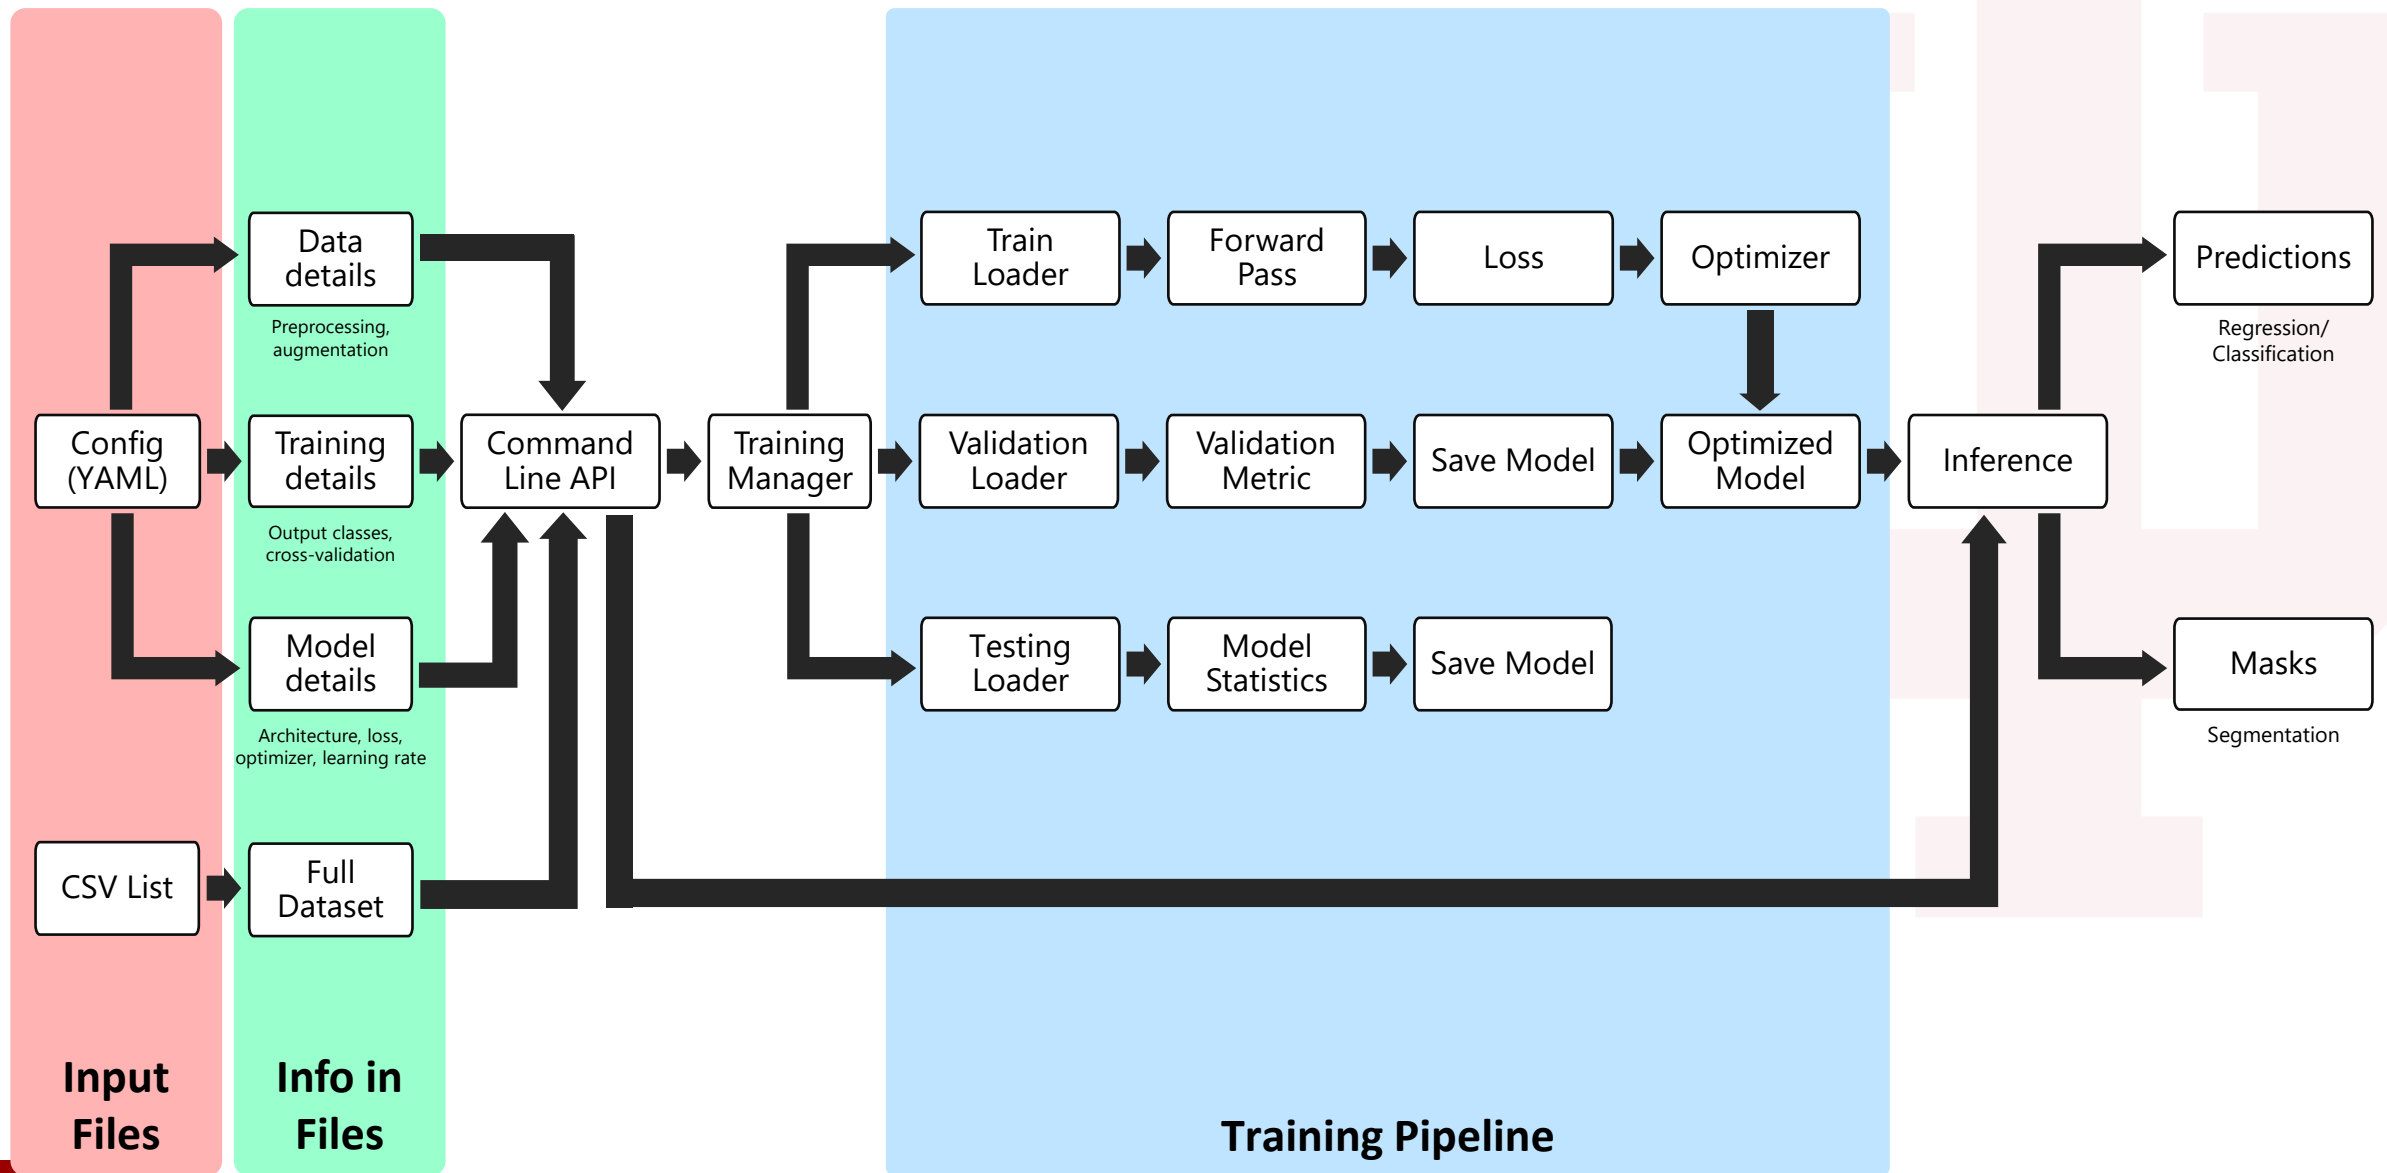 Data
details
Preprocessing,
augmentation
Train
Loader
Forward
Pass
Loss
Optimizer
Predictions
Regression/
Classification
Config
(YAML)
Training
details
Output classes,
cross-validation
Command
Line API
Training
Manager
Validation
Loader
Validation
Metric
Save Model
Optimized
Model
Inference
Model
details
Architecture, loss,
optimizer, learning rate
Testing
Loader
Model
Statistics
Save Model
Masks
Segmentation
CSV List
Full
Dataset
Input
Files
Info in
Files
Training Pipeline